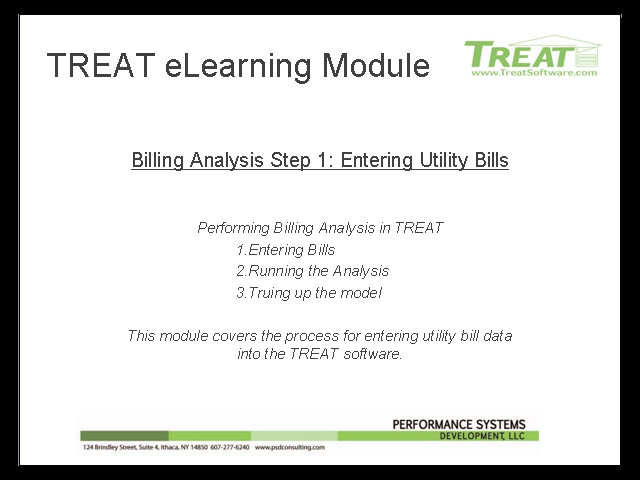 TREAT eLearning Module
TREAT
www.TreatSoftware.com
Billing Analysis Step 1: Entering Utility Bills
Performing Billing Analysis in TREAT
1.Entering Bills
2.Running the Analysis
3.Truing up the model
This module covers the process for entering utility bill data
into the TREAT software.
PERFORMANCE SYSTEMS
DEVELOPMENT, LLC
124 Brindley Street, Suite 4, Ithaca, NY 14850 607-277-6240 www.psdconsulting.com